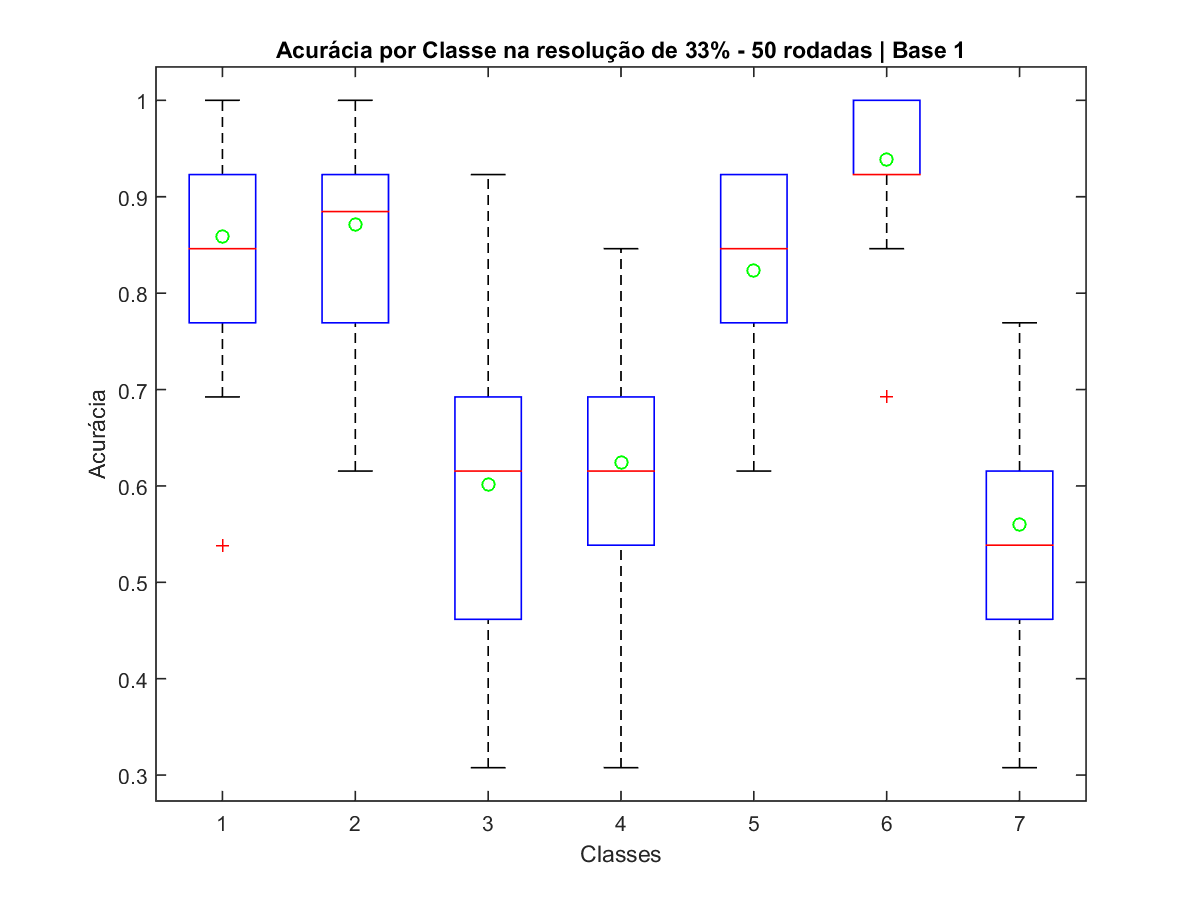 Acurácia por Classe na resolução de 33% - 50 rodadas | Base 1
1
0.9
0.8
0.7
0.6
0.5
0.4
0.3
Acurácia
1 2 3 4 5 6 7
Classes